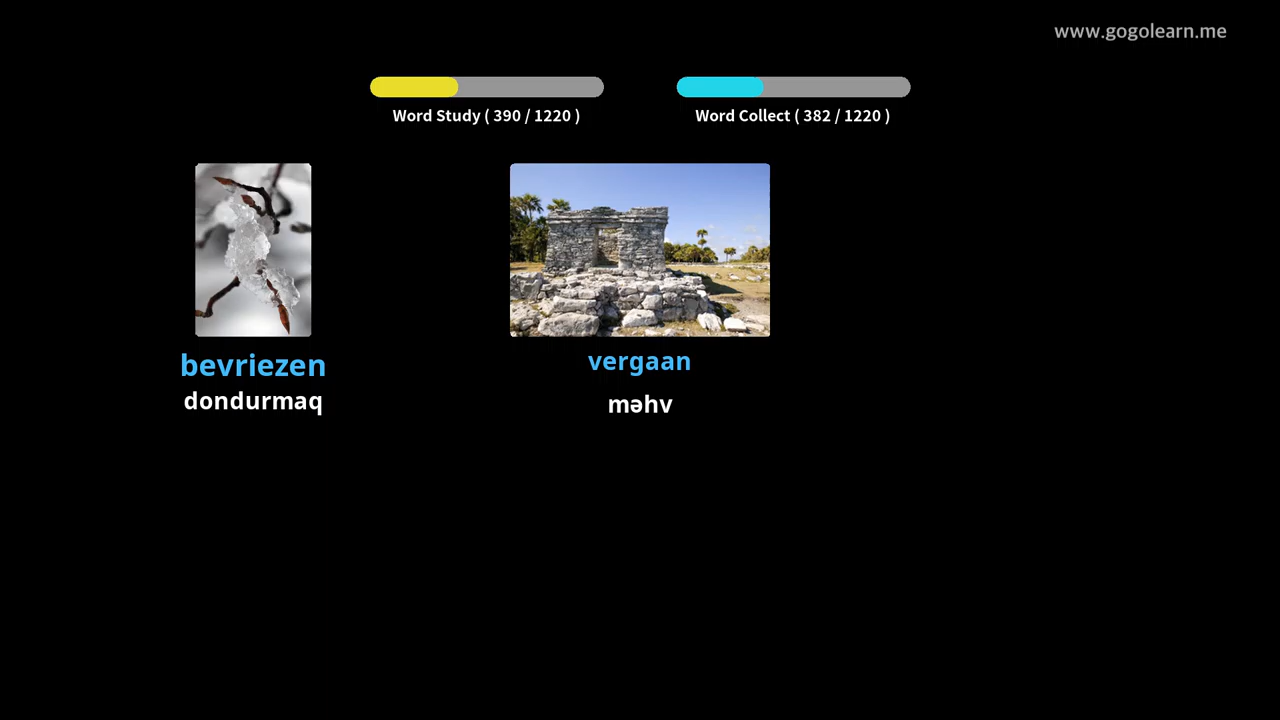 www.gogolearn.me
Word Study ( 390 / 1220 )
Word Collect ( 382 / 1220 )
bevriezen
dondurmaq
vergaan
məhv